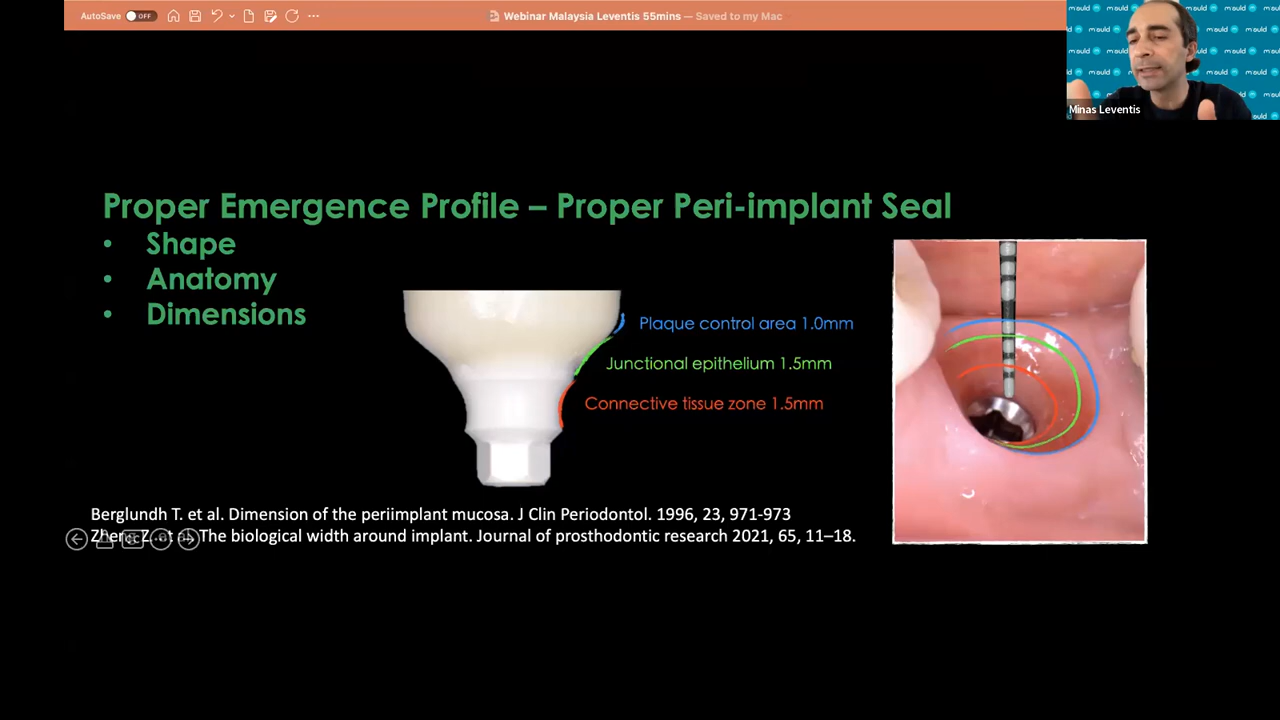 AutoSave OFF
Webinar Malaysia Leventis 55mins — Saved to my Mac
mould
Minas Leventis
Proper Emergence Profile – Proper Peri-implant Seal
• Shape
• Anatomy
• Dimensions
Plaque control area 1.0mm
Junctional epithelium 1.5mm
Connective tissue zone 1.5mm
Berglundh T. et al. Dimension of the periimplant mucosa. J Clin Periodontol. 1996, 23, 971-973
The biological width around implant. Journal of prosthodontic research 2021, 65, 11–18.